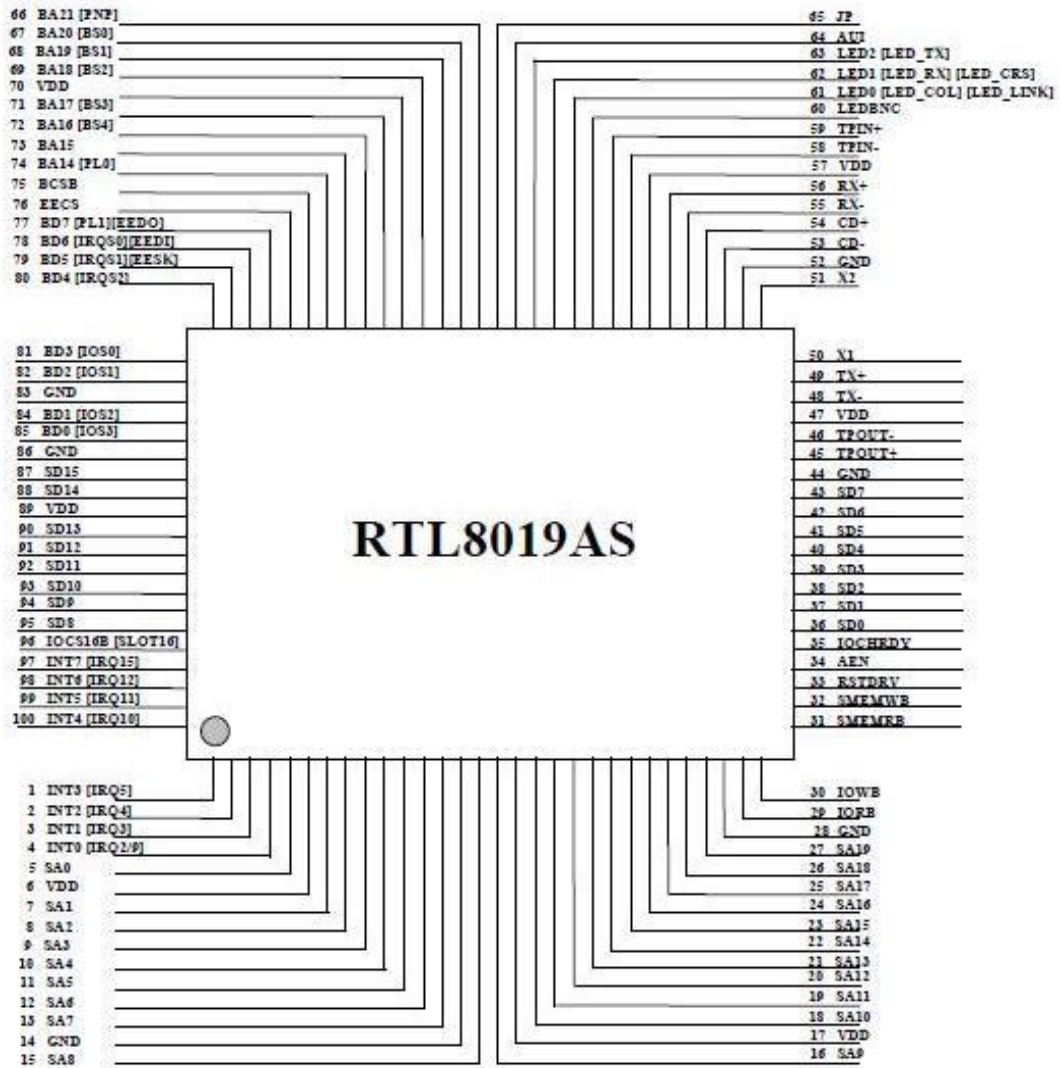 66 BA21 [PNP]
67 BA20 [BS0]
68 BA19 [BS1]
69 BA18 [BS2]
70 VDD
71 BA17 [BS3]
72 BA16 [BS4]
73 BA15
74 BA14 [PL0]
75 BCSB
76 EECS
77 BD7 [PL1][EEDO]
78 BD6 [IRQS0][EEDI]
79 BD5 [IRQS1][EESK]
80 BD4 [IRQS2]
65 JP
64 AUI
63 LED2 [LED_TX]
62 LED1 [LED_RX] [LED_CRS]
61 LED0 [LED_COL] [LED_LINK]
60 LEDBNC
59 TPIN+
58 TPIN-
57 VDD
56 RX+
55 RX-
54 CD+
53 CD-
52 GND
51 X2
81 BD3 [IOS0]
82 BD2 [IOS1]
83 GND
84 BD1 [IOS2]
85 BD0 [IOS3]
86 GND
87 SD15
88 SD14
89 VDD
90 SD13
91 SD12
92 SD11
93 SD10
94 SD9
95 SD8
96 IOCS16B [SLOT16]
97 INT7 [IRQ15]
98 INT6 [IRQ12]
99 INT5 [IRQ11]
100 INT4 [IRQ10]
RTL8019AS
50 X1
49 TX+
48 TX-
47 VDD
46 TPOUT-
45 TPOUT+
44 GND
43 SD7
42 SD6
41 SD5
40 SD4
39 SD3
38 SD2
37 SD1
36 SD0
35 IOCHRDY
34 AEN
33 RSTDRV
32 SMEMWB
31 SMEMRB
1 INT3 [IRQ5]
2 INT2 [IRQ4]
3 INT1 [IRQ3]
4 INT0 [IRQ2/9]
5 SA0
6 VDD
7 SA1
8 SA2
9 SA3
10 SA4
11 SA5
12 SA6
13 SA7
14 GND
15 SA8
30 IOWB
29 IORB
28 GND
27 SA19
26 SA18
25 SA17
24 SA16
23 SA15
22 SA14
21 SA13
20 SA12
19 SA11
18 SA10
17 VDD
16 SA9